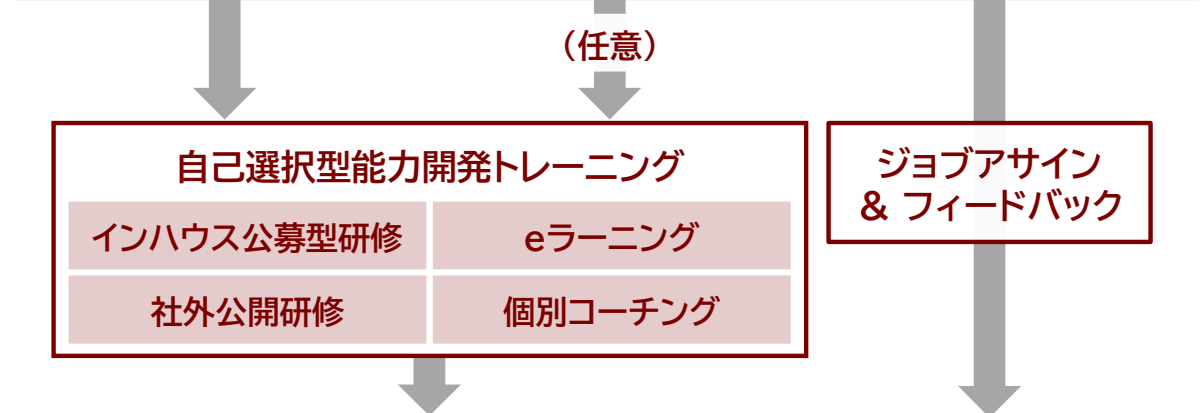 （任意）
自己選択型能力開発トレーニング
インハウス公募型研修
eラーニング
社外公開研修
個別コーチング
ジョブアサイン
& フィードバック